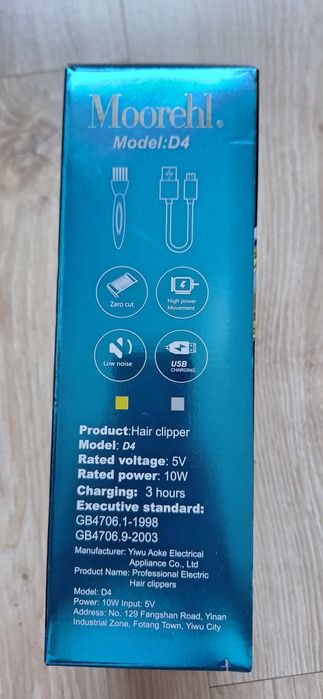 Moorehl®
Model:D4
Zero cut
High power
Movement
Low noise
USB
CHARGING
Product:Hair clipper
Model: D4
Rated voltage: 5V
Rated power: 10W
Charging: 3 hours
Executive standard:
GB4706.1-1998
GB4706.9-2003
Manufacturer: Yiwu Aoke Electrical
Appliance Co., Ltd
Product Name: Professional Electric
Hair clippers
Model: D4
Power: 10W Input: 5V
Address: No. 129 Fangshan Road, Yinan
Industrial Zone, Fotang Town, Yiwu City